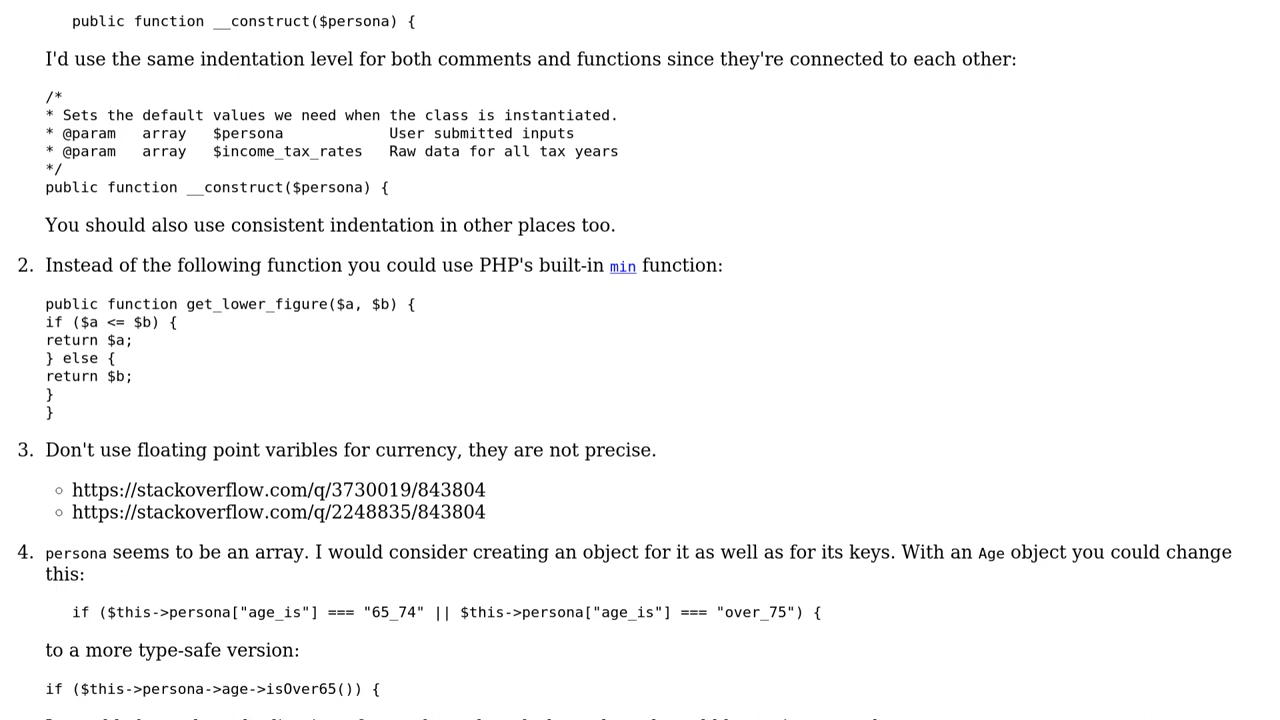 public function __construct($persona) {
I'd use the same indentation level for both comments and functions since they're connected to each other:
/*
* Sets the default values we need when the class is instantiated.
* @param   array   $persona            User submitted inputs
* @param   array   $income_tax_rates   Raw data for all tax years
*/
public function __construct($persona) {
You should also use consistent indentation in other places too.
2. Instead of the following function you could use PHP's built-in min function:
public function get_lower_figure($a, $b) {
if ($a <= $b) {
return $a;
} else {
return $b;
}
}
3. Don't use floating point varibles for currency, they are not precise.
◦ https://stackoverflow.com/q/3730019/843804
◦ https://stackoverflow.com/q/2248835/843804
4. persona seems to be an array. I would consider creating an object for it as well as for its keys. With an Age object you could change
this:
if ($this->persona["age_is"] === "65_74" || $this->persona["age_is"] === "over_75") {
to a more type-safe version:
if ($this->persona->age->isOver65()) {